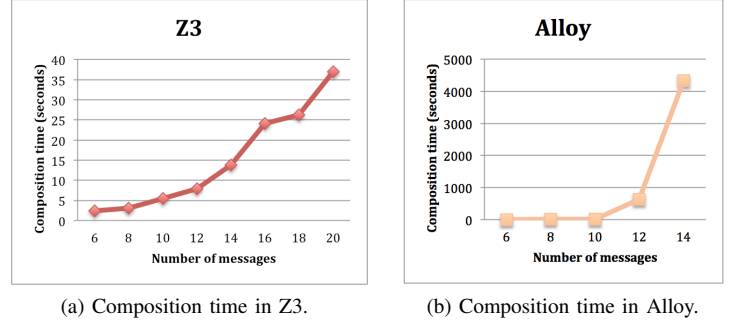 Z3
Composition time (seconds)
40
35
30
25
20
15
10
5
0
6 8 10 12 14 16 18 20
Number of messages
(a) Composition time in Z3.
Alloy
Composition time (seconds)
5000
4000
3000
2000
1000
0
6 8 10 12 14
Number of messages
(b) Composition time in Alloy.